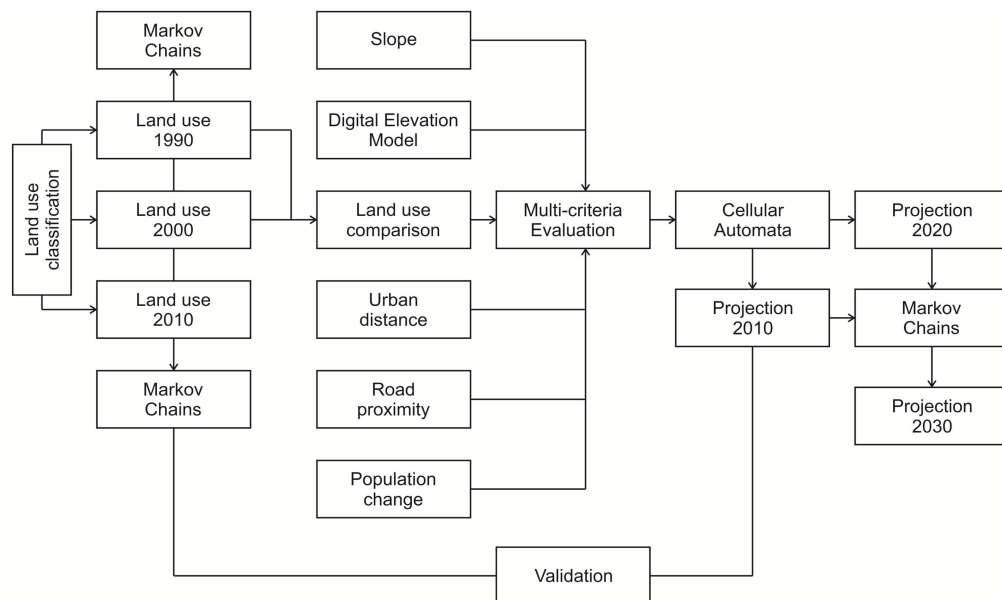 Land use
classification
Markov
Chains
Land use
1990
Land use
2000
Land use
2010
Markov
Chains
Slope
Digital Elevation
Model
Land use
comparison
Urban
distance
Road
proximity
Population
change
Multi-criteria
Evaluation
Validation
Cellular
Automata
Projection
2010
Projection
2020
Markov
Chains
Projection
2030